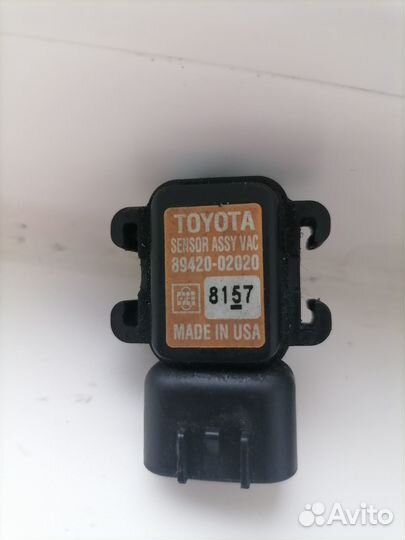 TOYOTA
SENSOR ASSY VAC
89420-02020
8157
MADE IN USA
Avito